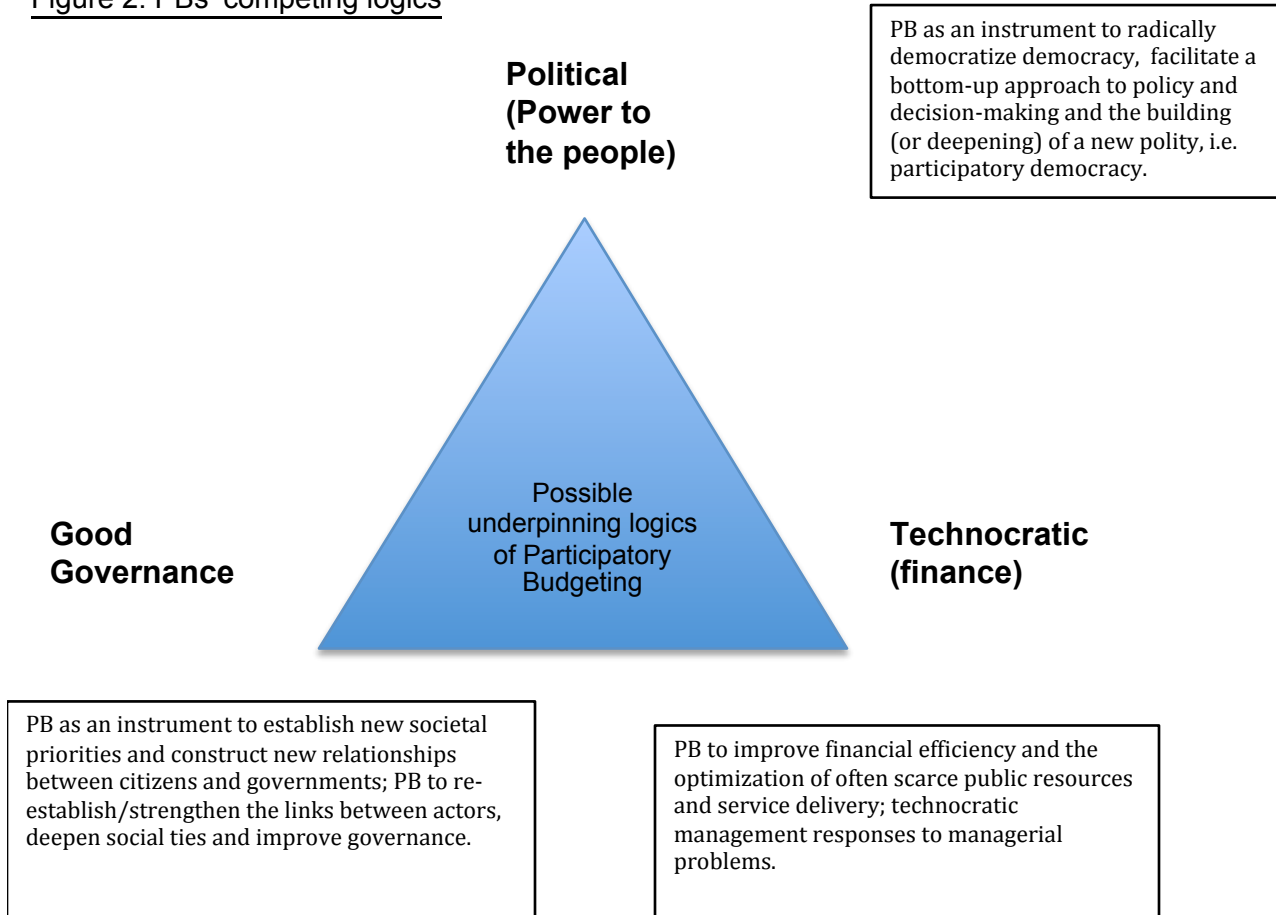 Figure 2: PBs' competing logics
PB as an instrument to radically
democratize democracy,  facilitate a
bottom-up approach to policy and
decision-making and the building
(or deepening) of a new polity, i.e.
participatory democracy.
Political
(Power to
the people)
Possible
underpinning logics
of Participatory
Budgeting
Good
Governance
Technocratic
(finance)
PB as an instrument to establish new societal
priorities and construct new relationships
between citizens and governments; PB to re-
establish/strengthen the links between actors,
deepen social ties and improve governance.
PB to improve financial efficiency and the
optimization of often scarce public resources
and service delivery; technocratic
management responses to managerial
problems.